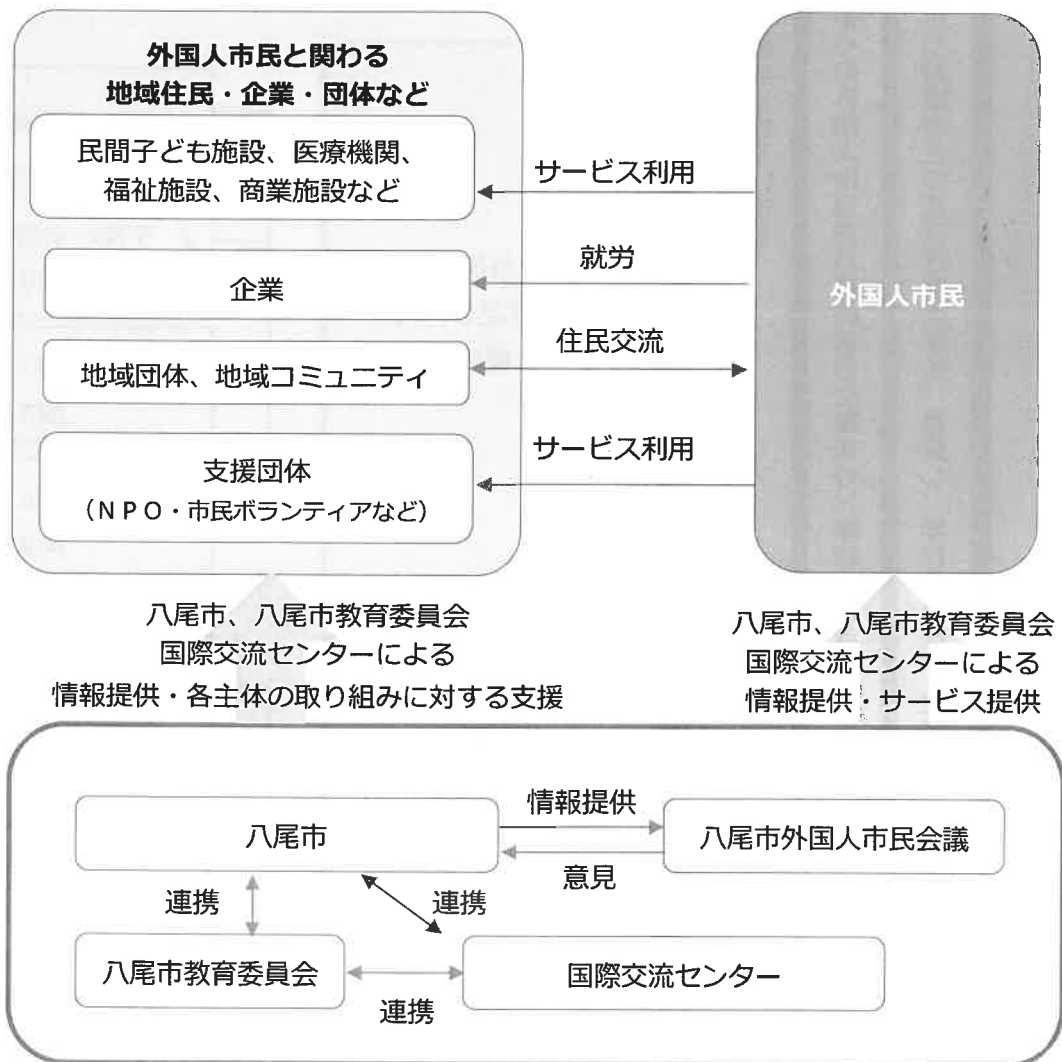 外国人市民と関わる
地域住民・企業・団体など
民間子ども施設、医療機関、
福祉施設、商業施設など
サービス利用
企業
就労
外国人市民
地域団体、地域コミュニティ
住民交流
支援団体
（ＮＰＯ・市民ボランティアなど）
サービス利用
八尾市、八尾市教育委員会
国際交流センターによる
情報提供・各主体の取り組みに対する支援
八尾市、八尾市教育委員会
国際交流センターによる
情報提供・サービス提供
八尾市
情報提供
意見
八尾市外国人市民会議
連携
連携
八尾市教育委員会
連携
国際交流センター